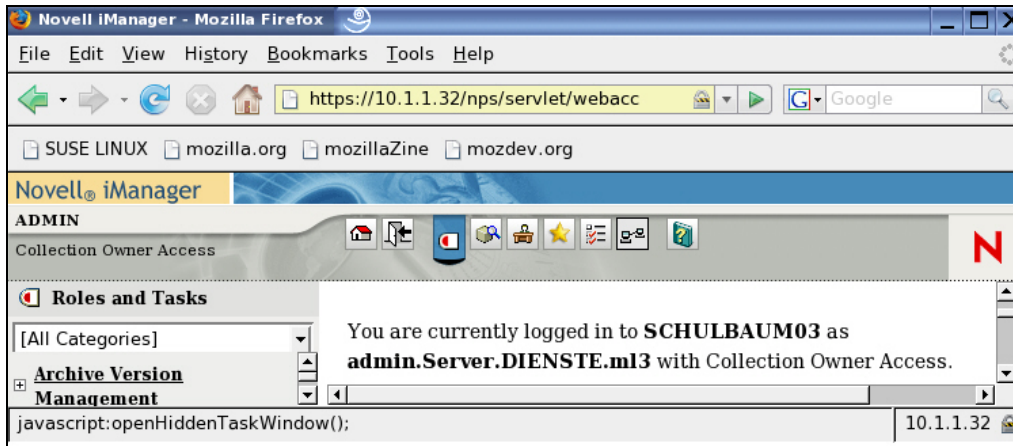 Novell iManager - Mozilla Firefox
File Edit View History Bookmarks Tools Help
https://10.1.1.32/nps/servlet/webacc
G Google
SUSE LINUX mozilla.org mozillaZine mozdev.org
Novell® iManager
ADMIN
Collection Owner Access
N
Roles and Tasks
[All Categories]
Archive Version
Management
You are currently logged in to SCHULBAUM03 as
admin.Server.DIENSTE.ml3 with Collection Owner Access.
javascript:openHiddenTaskWindow();
10.1.1.32